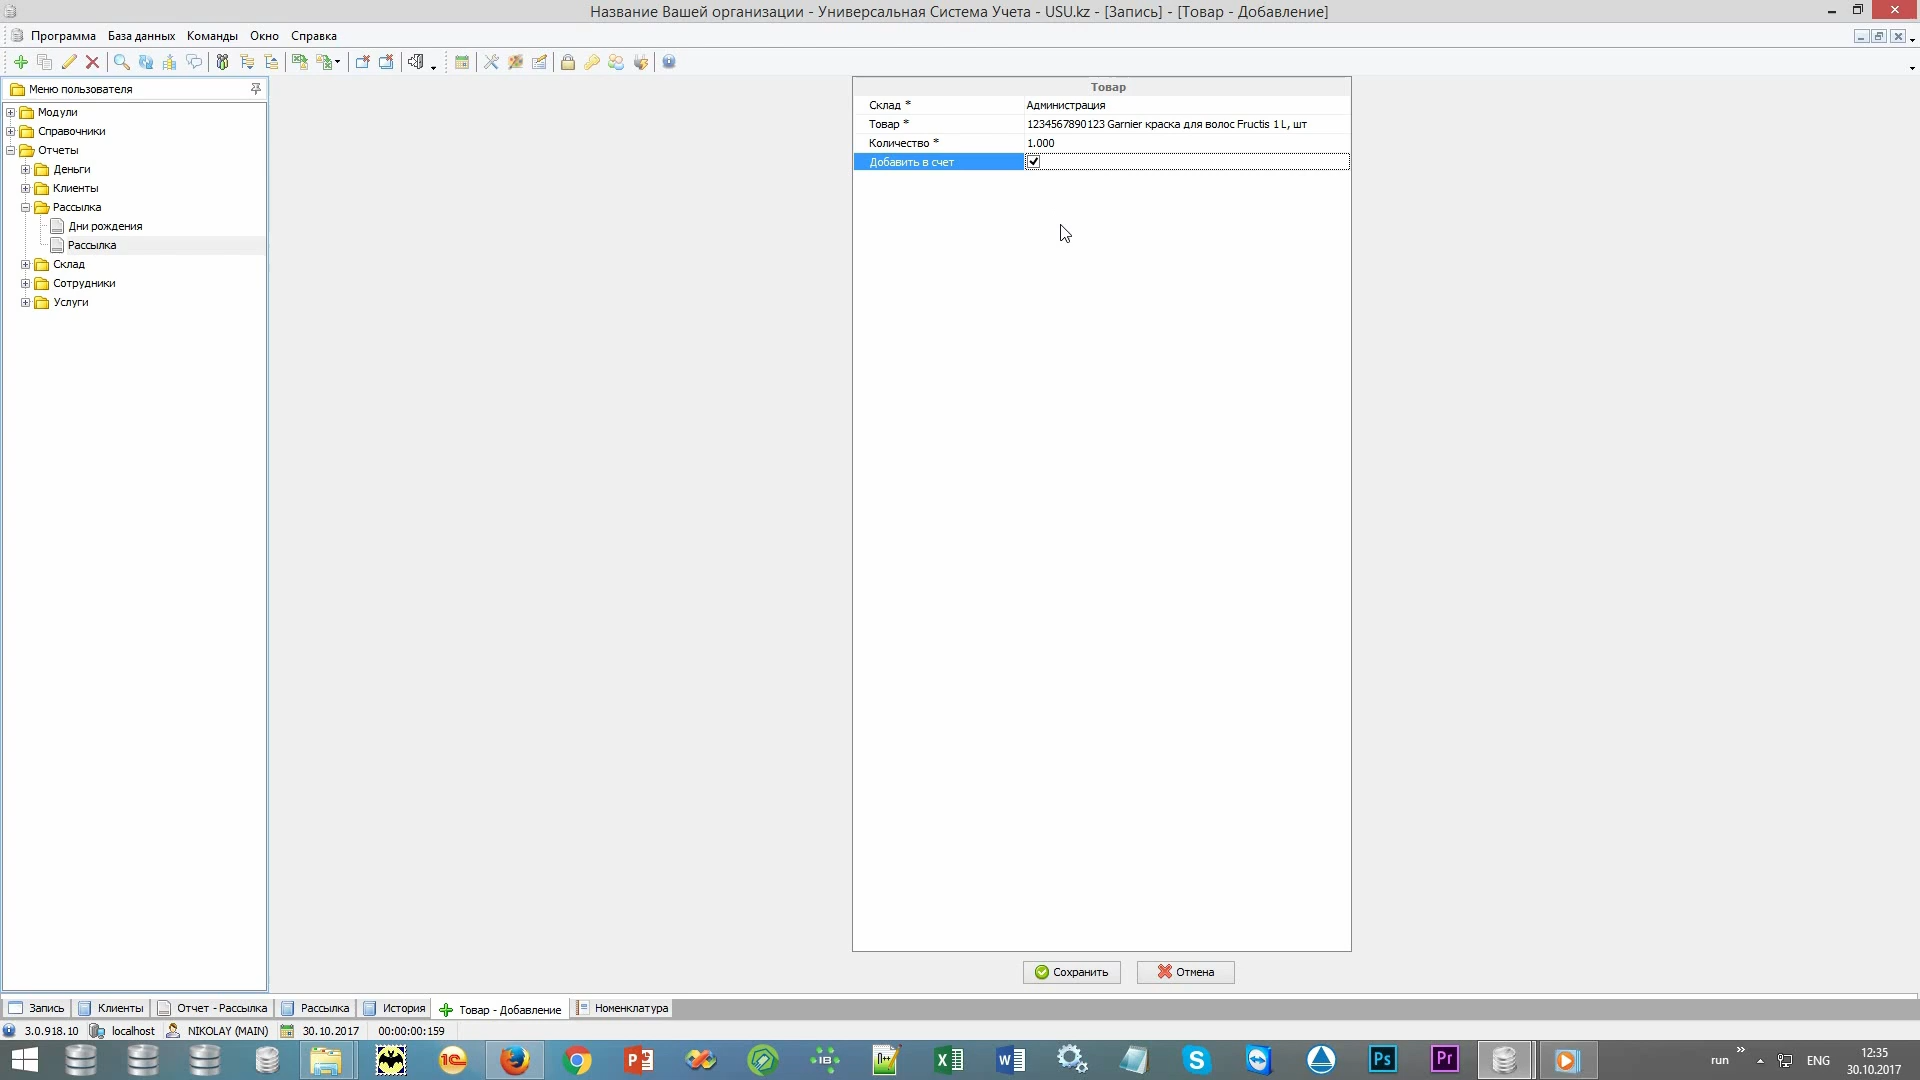 Название Вашей организации - Универсальная Система Учета - USU.kz - [Запись] - [Товар - Добавление]
Программа База данных Команды Окно Справка
Меню пользователя
Модули
Справочники
Отчеты
Деньги
Клиенты
Рассылка
Дни рождения
Рассылка
Склад
Сотрудники
Услуги
Товар
Склад * Администрация
Товар * 1234567890123 Garnier краска для волос Fructis 1 L, шт
Количество * 1.000
Добавить в счет
Сохранить Отмена
Запись Клиенты Отчет - Рассылка Рассылка История Товар - Добавление Номенклатура
3.0.918.10 localhost NIKOLAY (MAIN) 30.10.2017 00:00:00:159
run ENG 12:35
30.10.2017